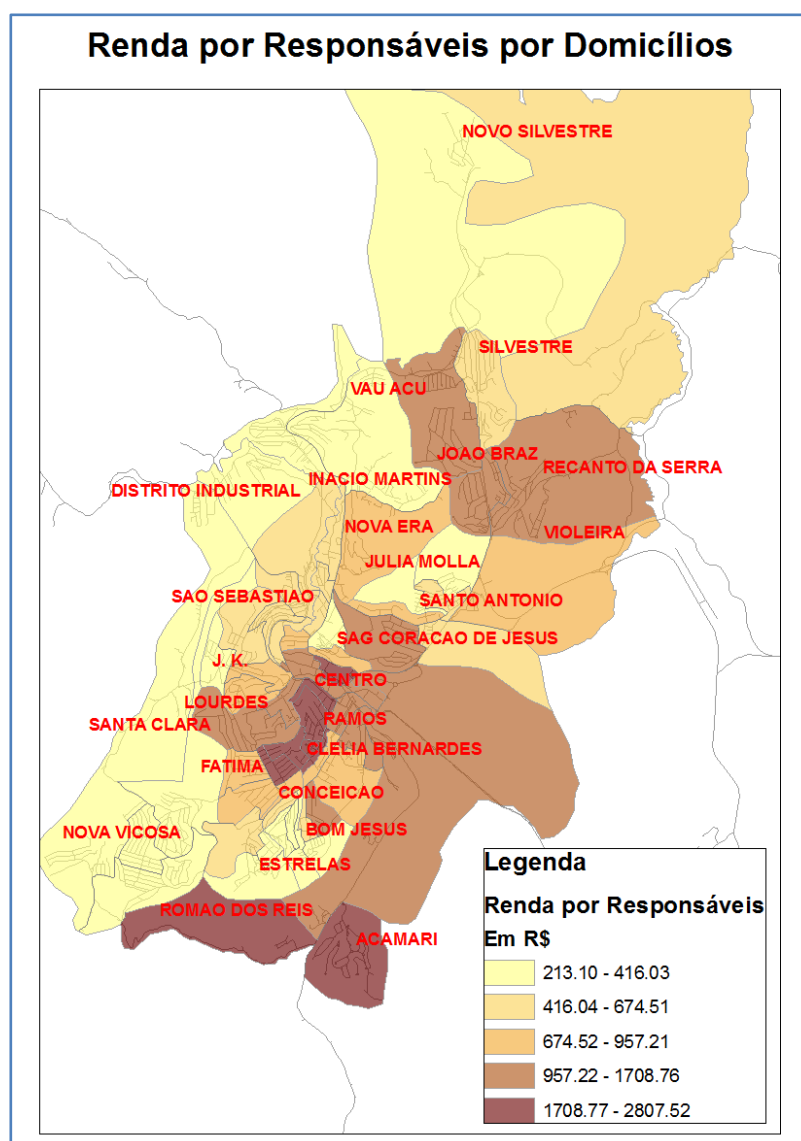 Renda por Responsáveis por Domicílios
NOVO SILVESTRE
SILVESTRE
VAU ACU
JOAO BRAZ
RECANTO DA SERRA
INACIO MARTINS
DISTRITO INDUSTRIAL
NOVA ERA
VIOLEIRA
JULIA MOLLA
SAO SEBASTIAO
SANTO ANTONIO
SAG CORACAO DE JESUS
J. K.
CENTRO
LOURDES
SANTA CLARA
RAMOS
CLELIA BERNARDES
FATIMA
CONCEICAO
NOVA VICOSA
BOM JESUS
ESTRELAS
ROMAO DOS REIS
ACAMARI
Legenda
Renda por Responsáveis
Em R$
213.10 - 416.03
416.04 - 674.51
674.52 - 957.21
957.22 - 1708.76
1708.77 - 2807.52